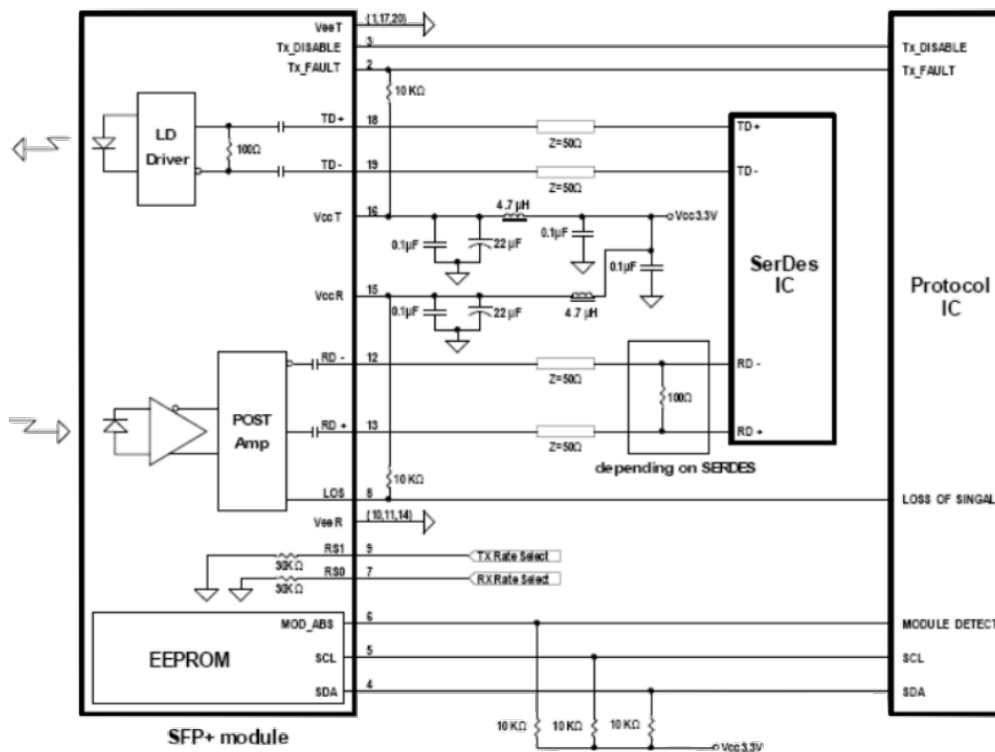 VeeT (1,17,20)
Tx_DISABLE 3 Tx_DISABLE
Tx_FAULT 2 Tx_FAULT
10 KΩ
LD
Driver
100Ω
TD+ 18 Z=50Ω TD+
TD- 19 Z=50Ω TD-
VccT 16 4.7 µH Vcc3.3V
0.1µF 22 µF 0.1µF
0.1µF
VccR 15
0.1µF 22 µF 4.7 µH
SerDes
IC
Protocol
IC
RD - 12 Z=50Ω RD -
100Ω
POST
Amp
RD + 13 Z=50Ω RD +
depending on SERDES
10 KΩ
LOS 8 LOSS OF SINGAL
VeeR (10,11,14)
RS1 9 TX Rate Select
30KΩ
RS0 7 RX Rate Select
30KΩ
MOD_ABS 6 MODULE DETECT
EEPROM
SCL 5 SCL
SDA 4 SDA
10 KΩ 10 KΩ 10 KΩ
Vcc3.3V
SFP+ module